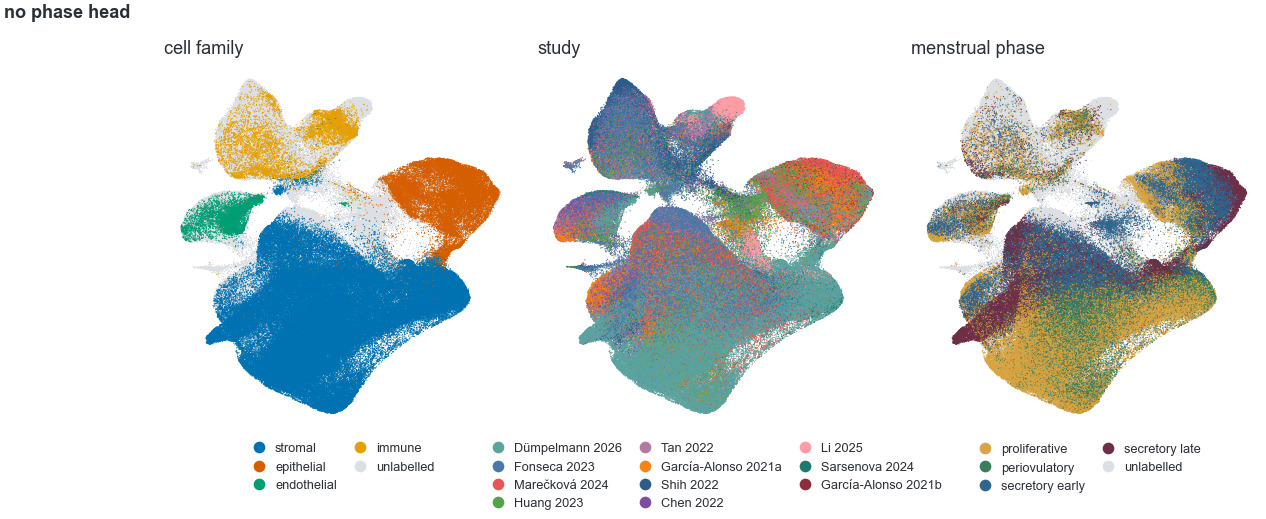 no phase head
cell family
study
menstrual phase
stromal
epithelial
endothelial
immune
unlabelled
Dümpelmann 2026
Fonseca 2023
Marečková 2024
Huang 2023
Tan 2022
García-Alonso 2021a
Shih 2022
Chen 2022
Li 2025
Sarsenova 2024
García-Alonso 2021b
proliferative
periovulatory
secretory early
secretory late
unlabelled